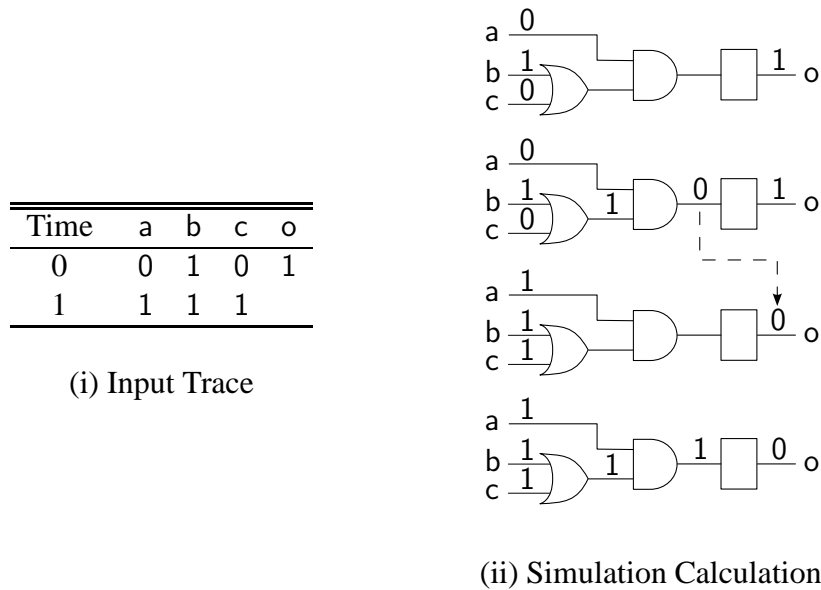 Time a b c o
0 0 1 0 1
1 1 1 1
(i) Input Trace
a 0
b 1
c 0
1 o
a 0
b 1
c 0
1
0
1 o
a 1
b 1
c 1
0 o
a 1
b 1
c 1
1
1
0 o
(ii) Simulation Calculation